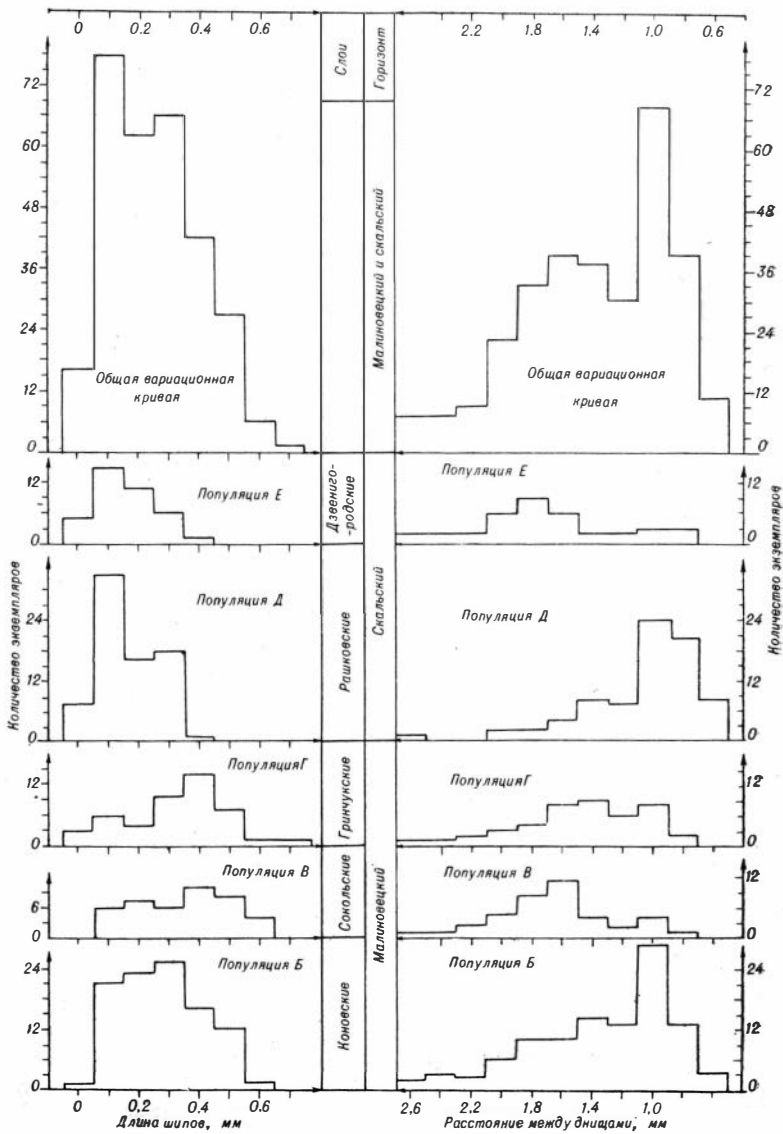 0 0.2 0.4 0.6
2.2 1.8 1.4 1.0 0.6
Слои
Горизонт
72
60
48
36
24
12
0
Общая вариационная
кривая
Малиновецкий и скальский
Общая вариационная
кривая
72
60
48
36
24
12
0
12
0
Популяция Е
Дзвениго-
-родские
Популяция Е
12
0
Количество экземпляров
24
12
0
Популяция Д
Рашковские
Скальский
Популяция Д
24
12
0
Количество экземпляров
12
0
Популяция Г
Гринчукские
Популяция Г
12
0
6
0
Популяция В
Сокольские
Малиновецкий
Популяция В
12
0
24
12
0
Популяция Б
Коновские
Популяция Б
24
12
0
0 0.2 0.4 0.6
Длина шипов, мм
2,6 2.2 1.8 1.4 1,0 0.6
Расстояние между днищами, мм